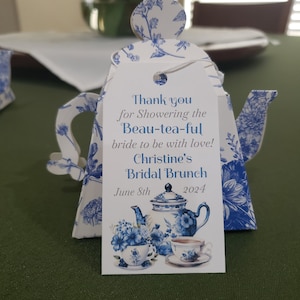 Thank you
for Showering the
Beau-tea-ful
bride to be with love!
Christine's
Bridal Brunch
June 8th 2024